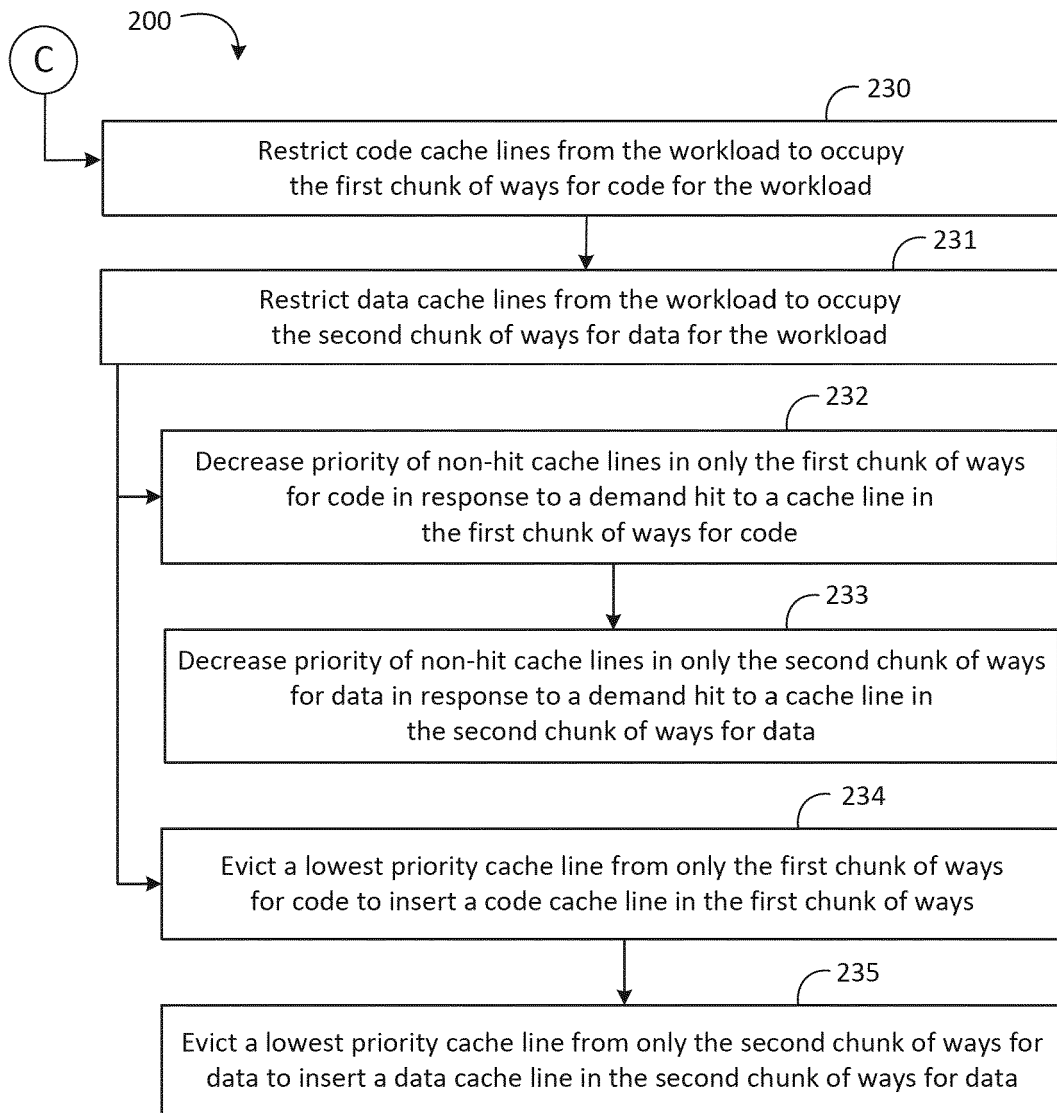 200
C
230
Restrict code cache lines from the workload to occupy
the first chunk of ways for code for the workload
231
Restrict data cache lines from the workload to occupy
the second chunk of ways for data for the workload
232
Decrease priority of non-hit cache lines in only the first chunk of ways
for code in response to a demand hit to a cache line in
the first chunk of ways for code
233
Decrease priority of non-hit cache lines in only the second chunk of ways
for data in response to a demand hit to a cache line in
the second chunk of ways for data
234
Evict a lowest priority cache line from only the first chunk of ways
for code to insert a code cache line in the first chunk of ways
235
Evict a lowest priority cache line from only the second chunk of ways for
data to insert a data cache line in the second chunk of ways for data